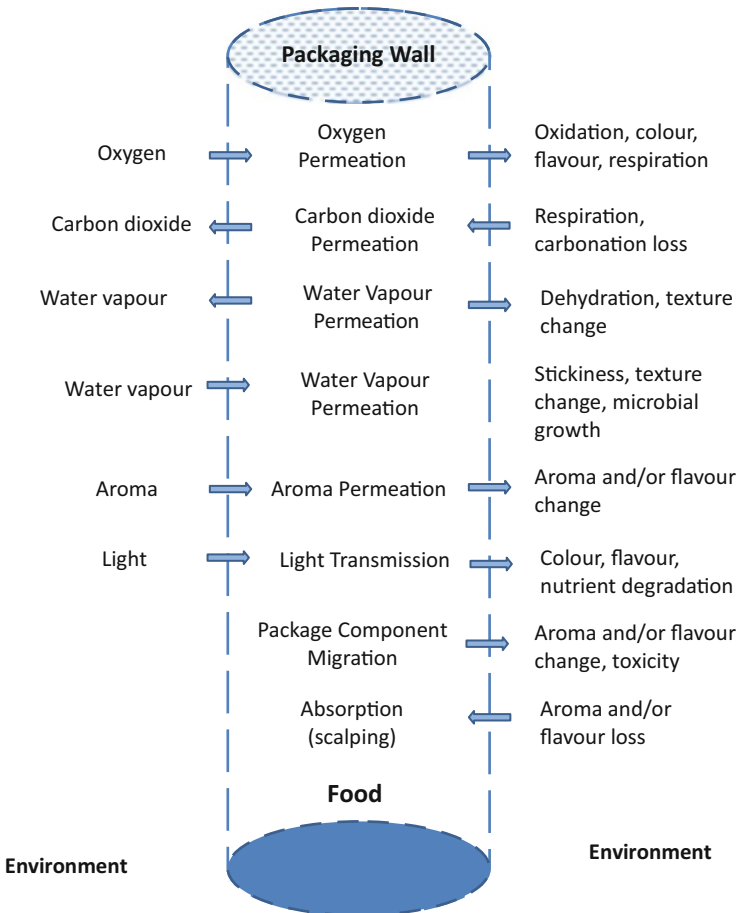 Packaging Wall
Oxygen
Oxygen
Permeation
Oxidation, colour,
flavour, respiration
Carbon dioxide
Carbon dioxide
Permeation
Respiration,
carbonation loss
Water vapour
Water Vapour
Permeation
Dehydration, texture
change
Water vapour
Water Vapour
Permeation
Stickiness, texture
change, microbial
growth
Aroma
Aroma Permeation
Aroma and/or flavour
change
Light
Light Transmission
Colour, flavour,
nutrient degradation
Package Component
Migration
Aroma and/or flavour
change, toxicity
Absorption
(scalping)
Aroma and/or
flavour loss
Food
Environment
Environment